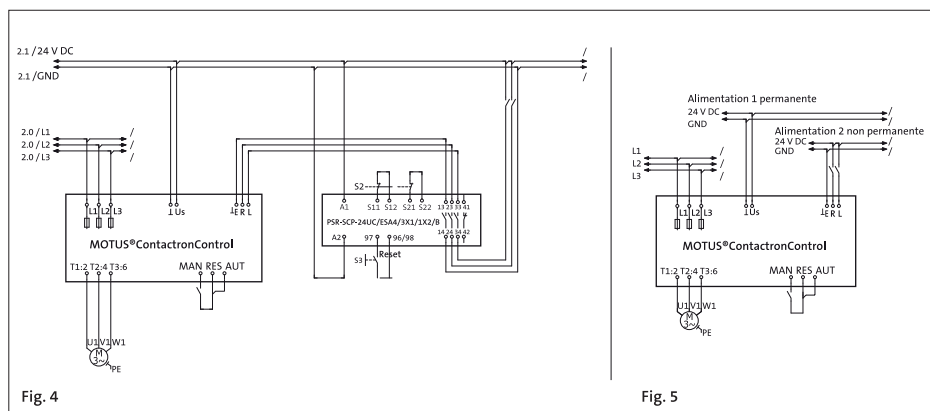 2.1 / 24 V DC
2.1 /GND
2.0 / L1
2.0 / L2
2.0 / L3
L1 L2 L3
⊥ Us
⊥E R L
MOTUS®ContactronControl
T1:2 T2:4 T3:6
MAN RES AUT
U1 V1 W1
M
3~
PE
S2
A1 S11 S12 S21 S22 13 23 33 41
PSR-SCP-24UC/ESA4/3X1/1X2/B
A2 97 96/98 14 24 34 42
Reset
S3
Fig. 4
Alimentation 1 permanente
24 V DC
GND
Alimentation 2 non permanente
24 V DC
GND
L1
L2
L3
L1 L2 L3
⊥ Us
⊥E R L
MOTUS®ContactronControl
T1:2 T2:4 T3:6
MAN RES AUT
U1 V1 W1
M
3~
PE
Fig. 5